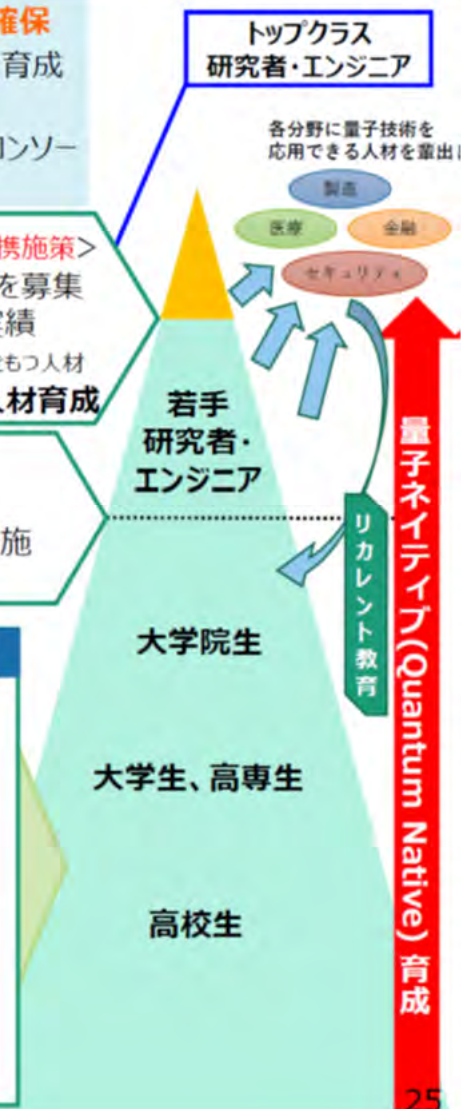 確保
育成
ンソー
トップクラス
研究者・エンジニア
各分野に量子技術を
応用できる人材を輩出
製造
医療
金融
セキュリティ
携施策>
を募集
実績
をもつ人材
人材育成
若手
研究者・
エンジニア
施
リカレント教育
大学院生
大学生、高専生
高校生
量子ネイティブ(Quantum Native) 育成
25